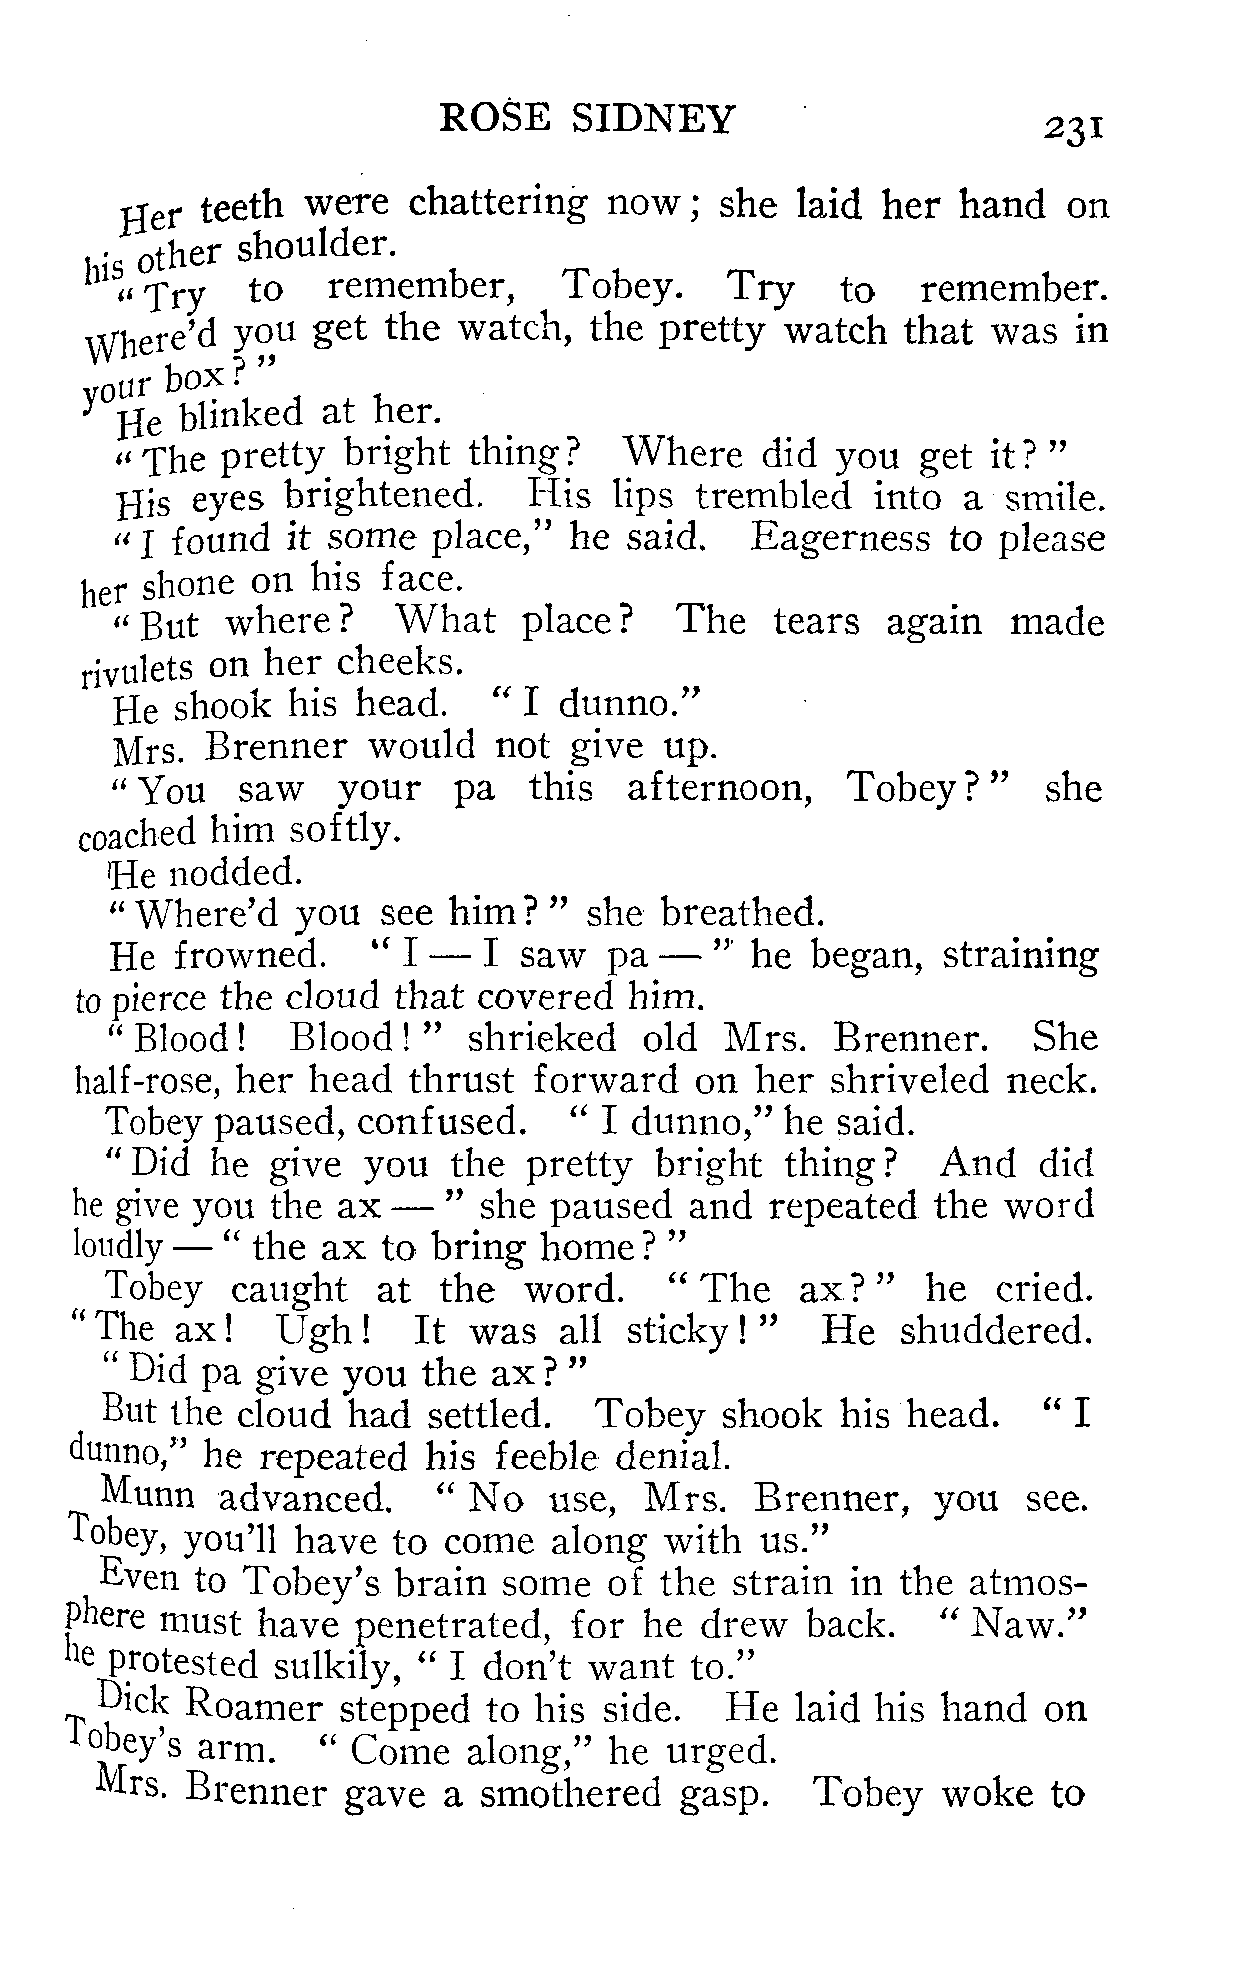 ROSE SIDNEY 231
Her teeth were chattering now; she laid her hand on
his other shoulder.
"Try to remember, Tobey. Try to remember.
Where'd you get the watch, the pretty watch that was in
your box?"
He blinked at her.
"The pretty bright thing? Where did you get it?"
His eyes brightened. His lips trembled into a smile.
"I found it some place," he said. Eagerness to please
her shone on his face.
"But where? What place? The tears again made
rivulets on her cheeks.
He shook his head. "I dunno."
Mrs. Brenner would not give up.
"You saw your pa this afternoon, Tobey?" she
coached him softly.
He nodded.
"Where'd you see him?" she breathed.
He frowned. "I — I saw pa —" he began, straining
to pierce the cloud that covered him.
"Blood! Blood!" shrieked old Mrs. Brenner. She
half-rose, her head thrust forward on her shriveled neck.
Tobey paused, confused. "I dunno," he said.
"Did he give you the pretty bright thing? And did
he give you the ax —" she paused and repeated the word
loudly — "the ax to bring home?"
Tobey caught at the word. "The ax?" he cried.
"The ax! Ugh! It was all sticky!" He shuddered.
"Did pa give you the ax?"
But the cloud had settled. Tobey shook his head. "I
dunno," he repeated his feeble denial.
Munn advanced. "No use, Mrs. Brenner, you see.
Tobey, you'll have to come along with us."
Even to Tobey's brain some of the strain in the atmos-
phere must have penetrated, for he drew back. "Naw."
he protested sulkily, "I don't want to."
Dick Roamer stepped to his side. He laid his hand on
Tobey's arm. "Come along," he urged.
Mrs. Brenner gave a smothered gasp. Tobey woke to